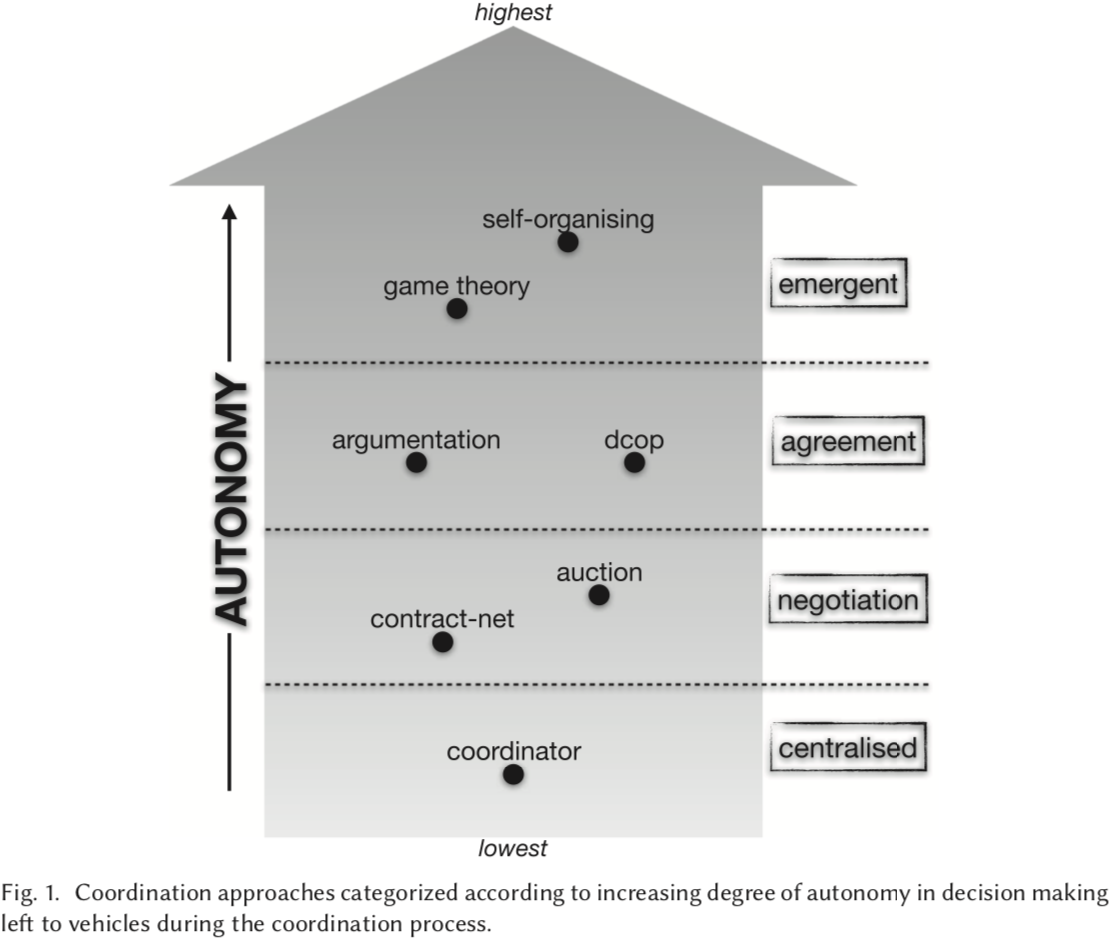 highest
self-organising
game theory
emergent
argumentation
dcop
agreement
AUTONOMY
auction
negotiation
contract-net
coordinator
centralised
lowest
Fig. 1. Coordination approaches categorized according to increasing degree of autonomy in decision making
left to vehicles during the coordination process.